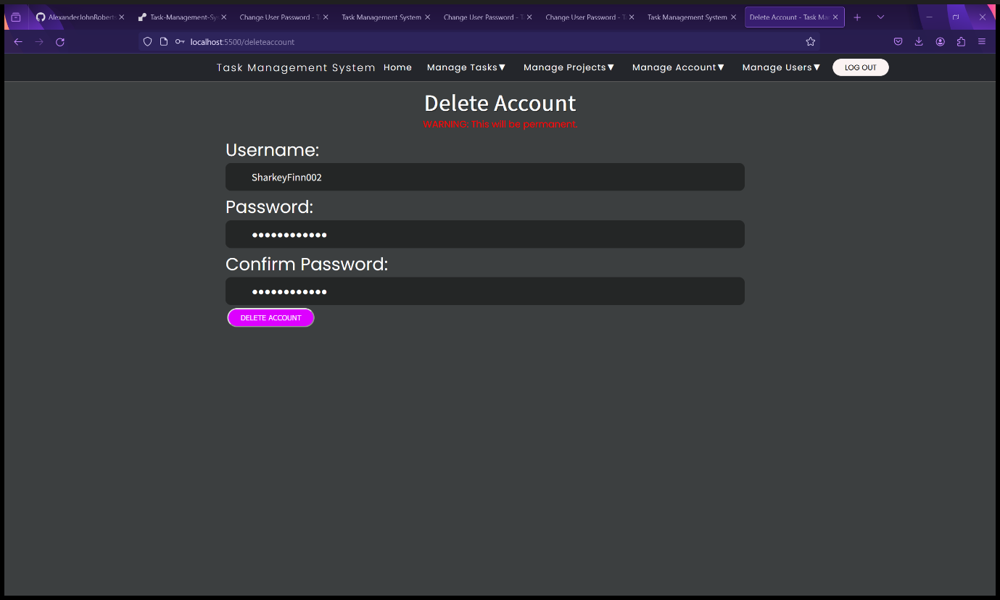 AlexanderJohnRoberts
Task-Management-Sy
Change User Password - T
Task Management System
Change User Password - T
Change User Password - T
Task Management System
Delete Account - Task Ma
localhost:5500/deleteaccount
Task Management System Home Manage Tasks▼ Manage Projects▼ Manage Account▼ Manage Users▼ LOG OUT
Delete Account
WARNING: This will be permanent.
Username:
SharkeyFinn002
Password:
●●●●●●●●●●●●
Confirm Password:
●●●●●●●●●●●●
DELETE ACCOUNT